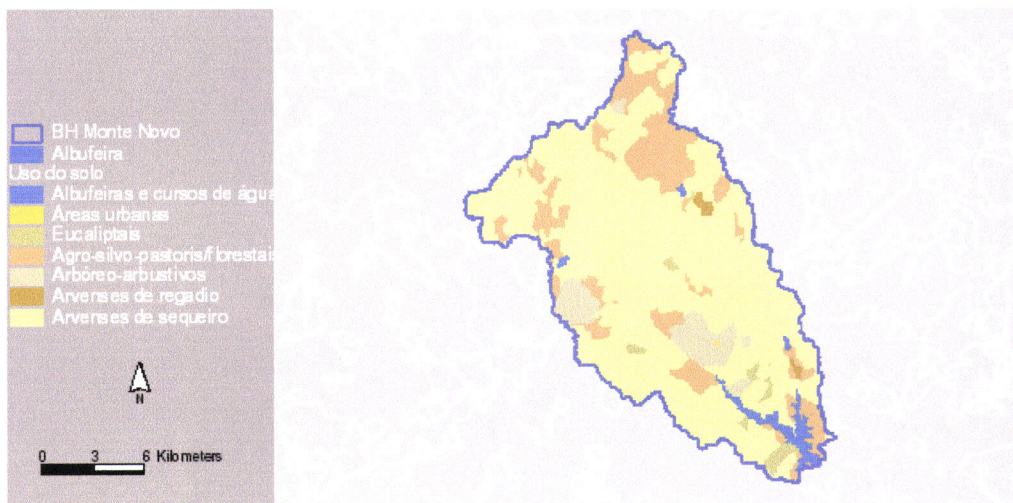 BH Monte Novo
Albufeira
Uso do solo
Albufeiras e cursos de água
Áreas urbanas
Eucaliptais
Agro-silvo-pastoris/florestais
Arbóreo-arbustivos
Arvenses de regadio
Arvenses de sequeiro
N
0 3 6 Kilometers